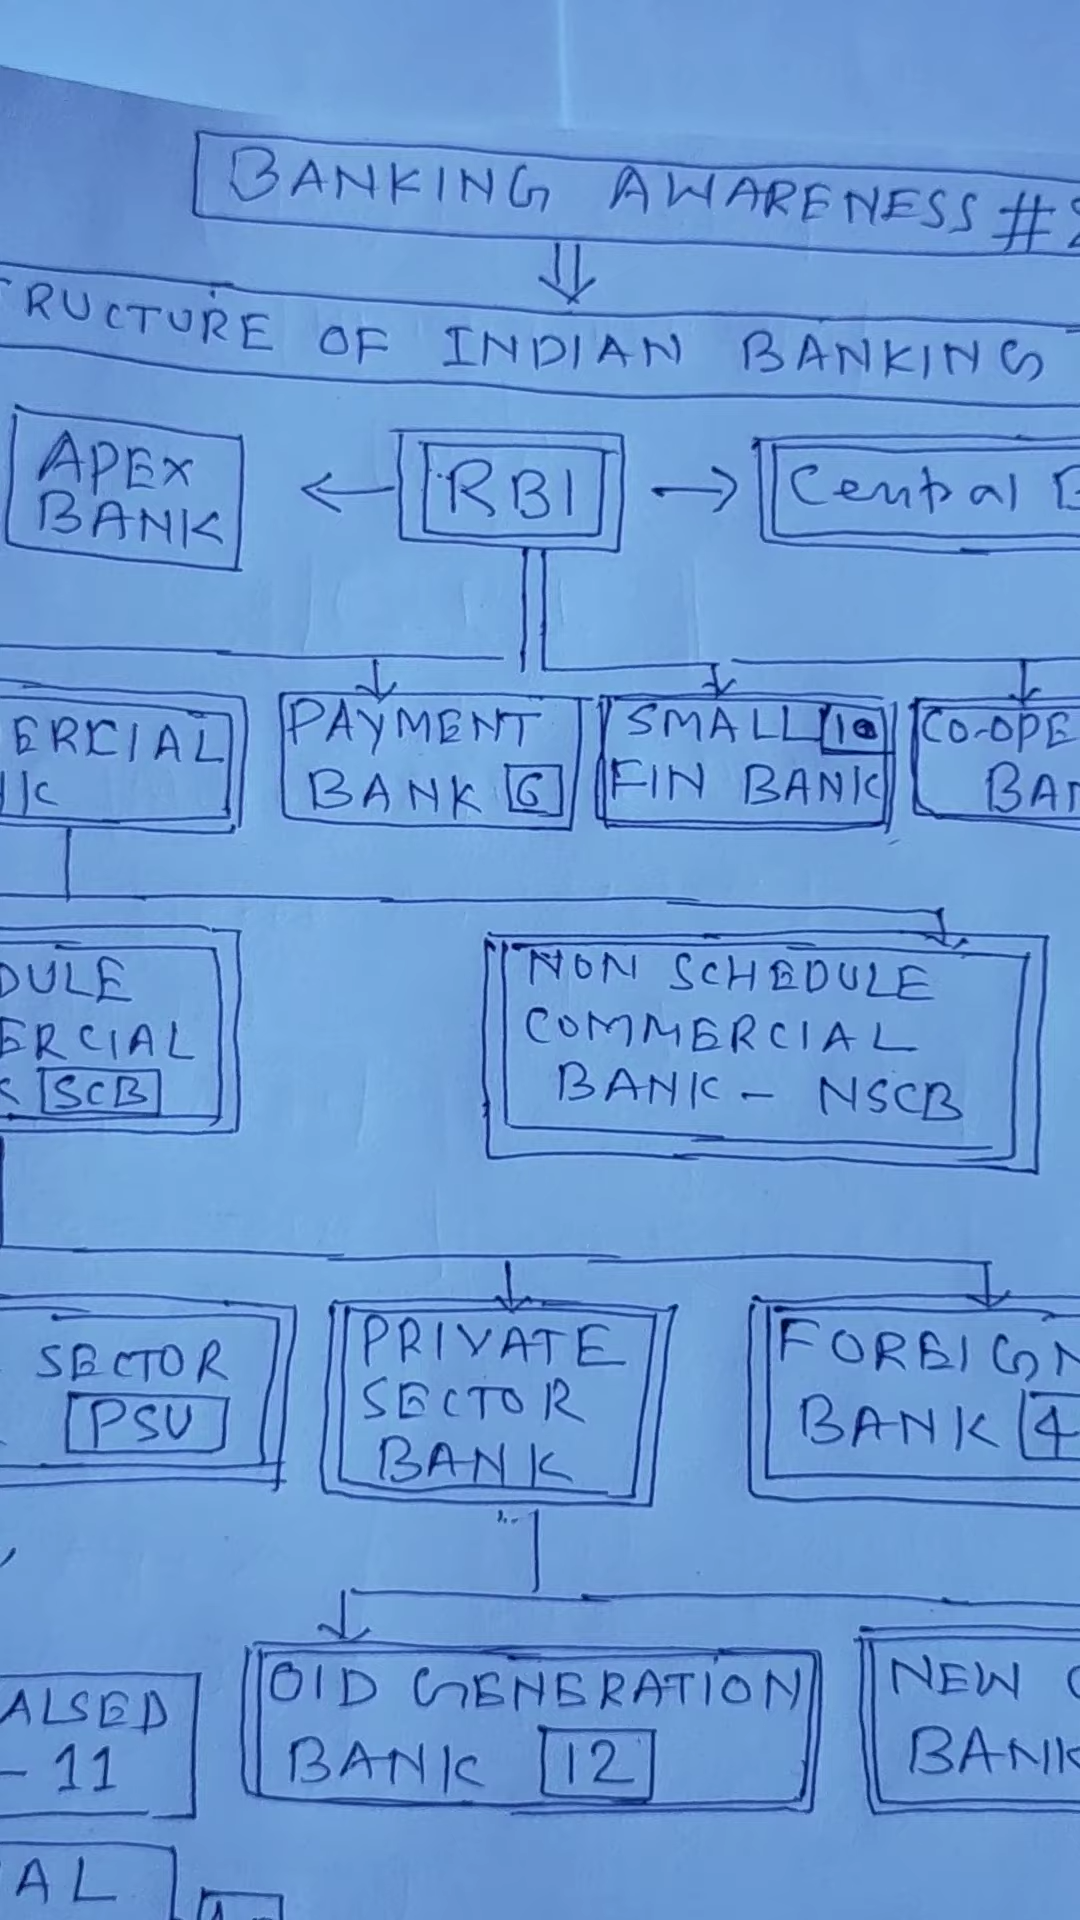 BANKING AWARENESS #
RUCTURE OF INDIAN BANKING
APEX
BANK
RBI
Central B
ERCIAL
PAYMENT
BANK 6
SMALL 10
FIN BANK
CO-OPE
BAN
DULE
ERCIAL
SCB
NON SCHEDULE
COMMERCIAL
BANK - NSCB
SECTOR
PSU
PRIVATE
SECTOR
BANK
FOREIGN
BANK 4
ALSED
- 11
OLD GENERATION
BANK 12
NEW
BANK
AL